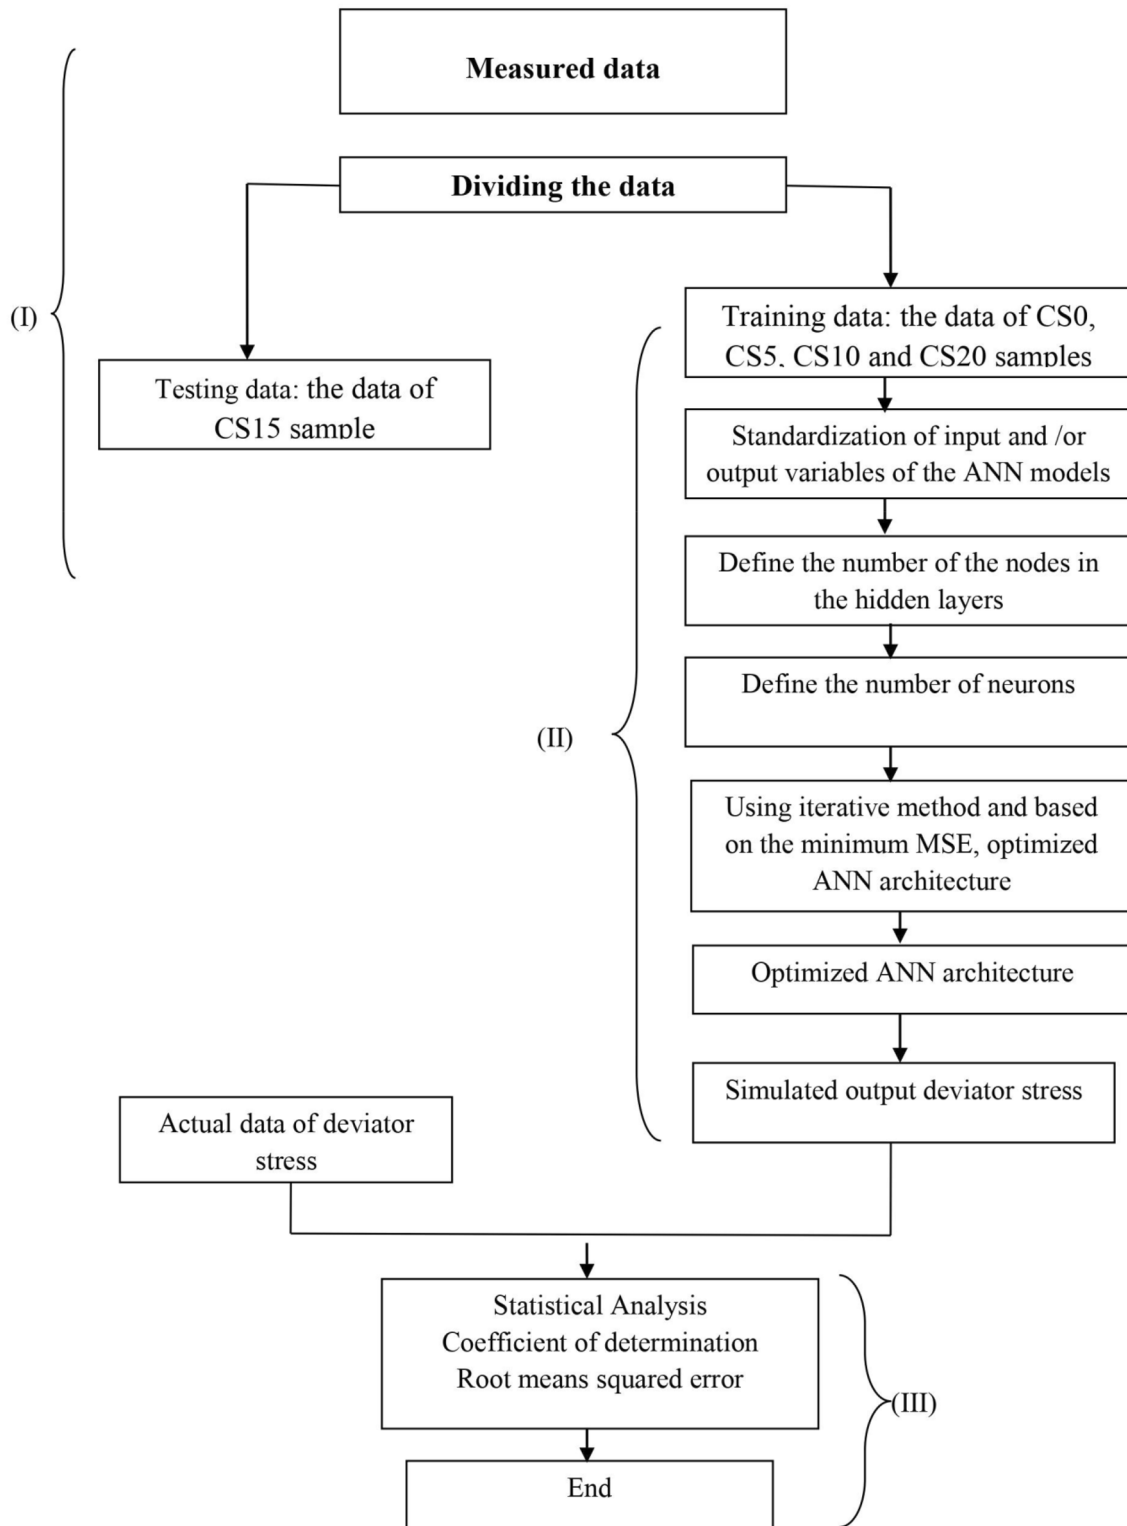 Measured data
Dividing the data
(I)
Training data: the data of CS0,
CS5, CS10 and CS20 samples
Testing data: the data of
CS15 sample
Standardization of input and /or
output variables of the ANN models
Define the number of the nodes in
the hidden layers
Define the number of neurons
(II)
Using iterative method and based
on the minimum MSE, optimized
ANN architecture
Optimized ANN architecture
Simulated output deviator stress
Actual data of deviator
stress
Statistical Analysis
Coefficient of determination
Root means squared error
(III)
End